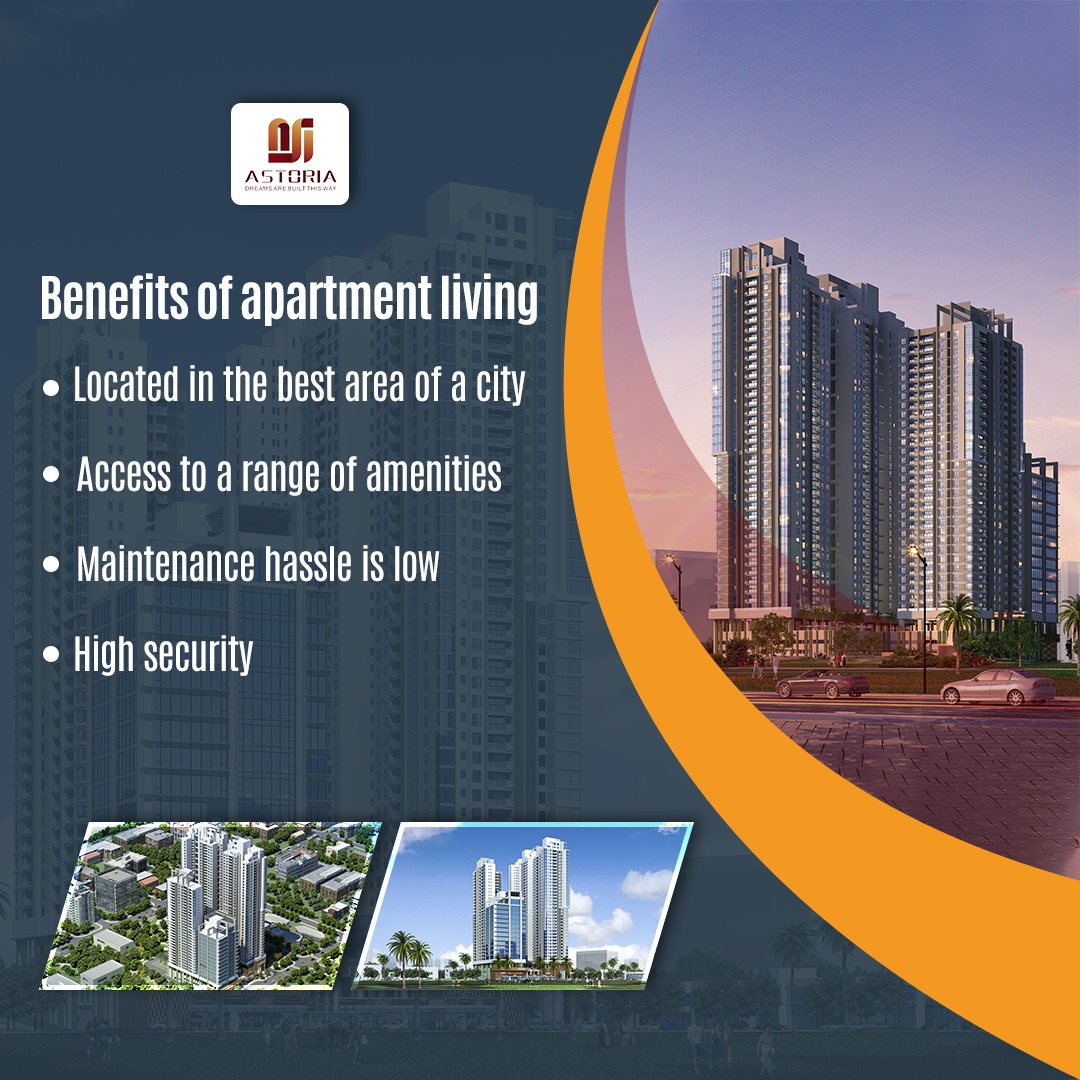 ASTORIA
DREAMS ARE BUILT THIS WAY
Benefits of apartment living
• Located in the best area of a city
• Access to a range of amenities
• Maintenance hassle is low
• High security